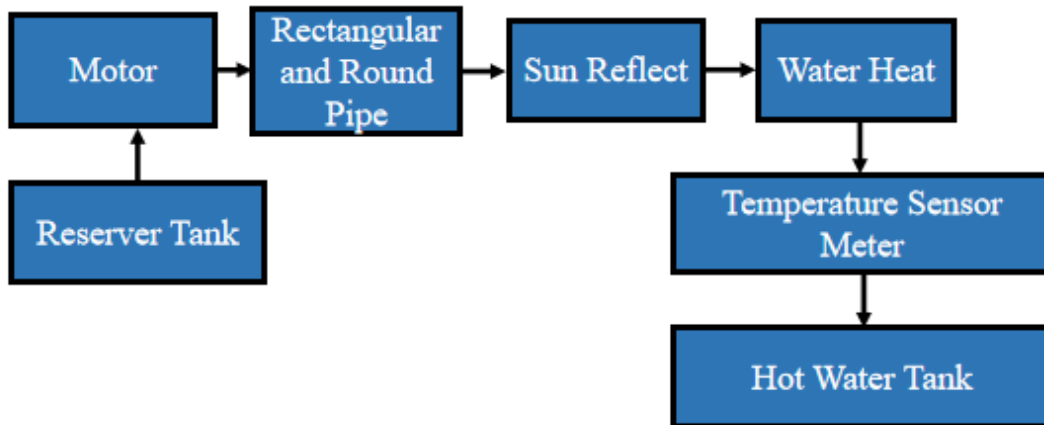 Motor
Rectangular
and Round
Pipe
Sun Reflect
Water Heat
Reserver Tank
Temperature Sensor
Meter
Hot Water Tank